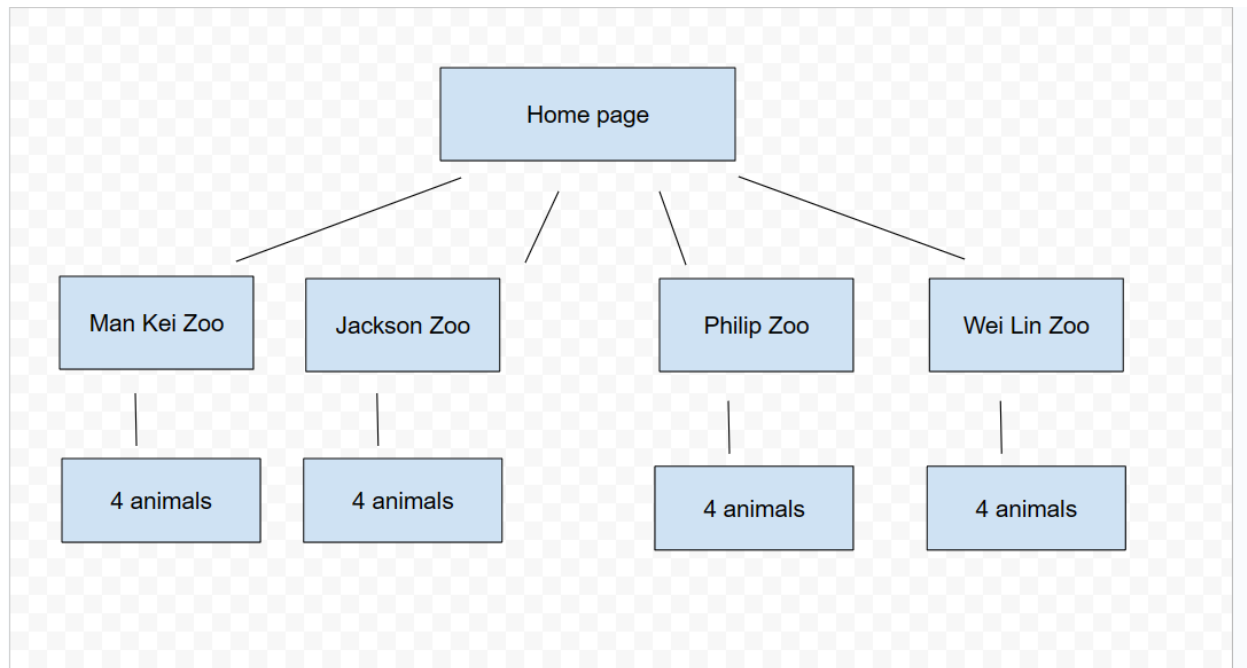 Home page
Man Kei Zoo
Jackson Zoo
Philip Zoo
Wei Lin Zoo
4 animals
4 animals
4 animals
4 animals